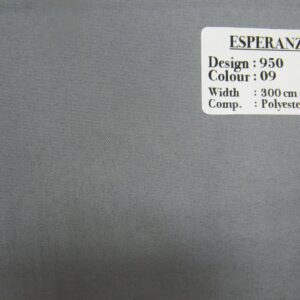 ESPERANZ
Design : 950
Colour : 09
Width : 300 cm
Comp. : Polyeste